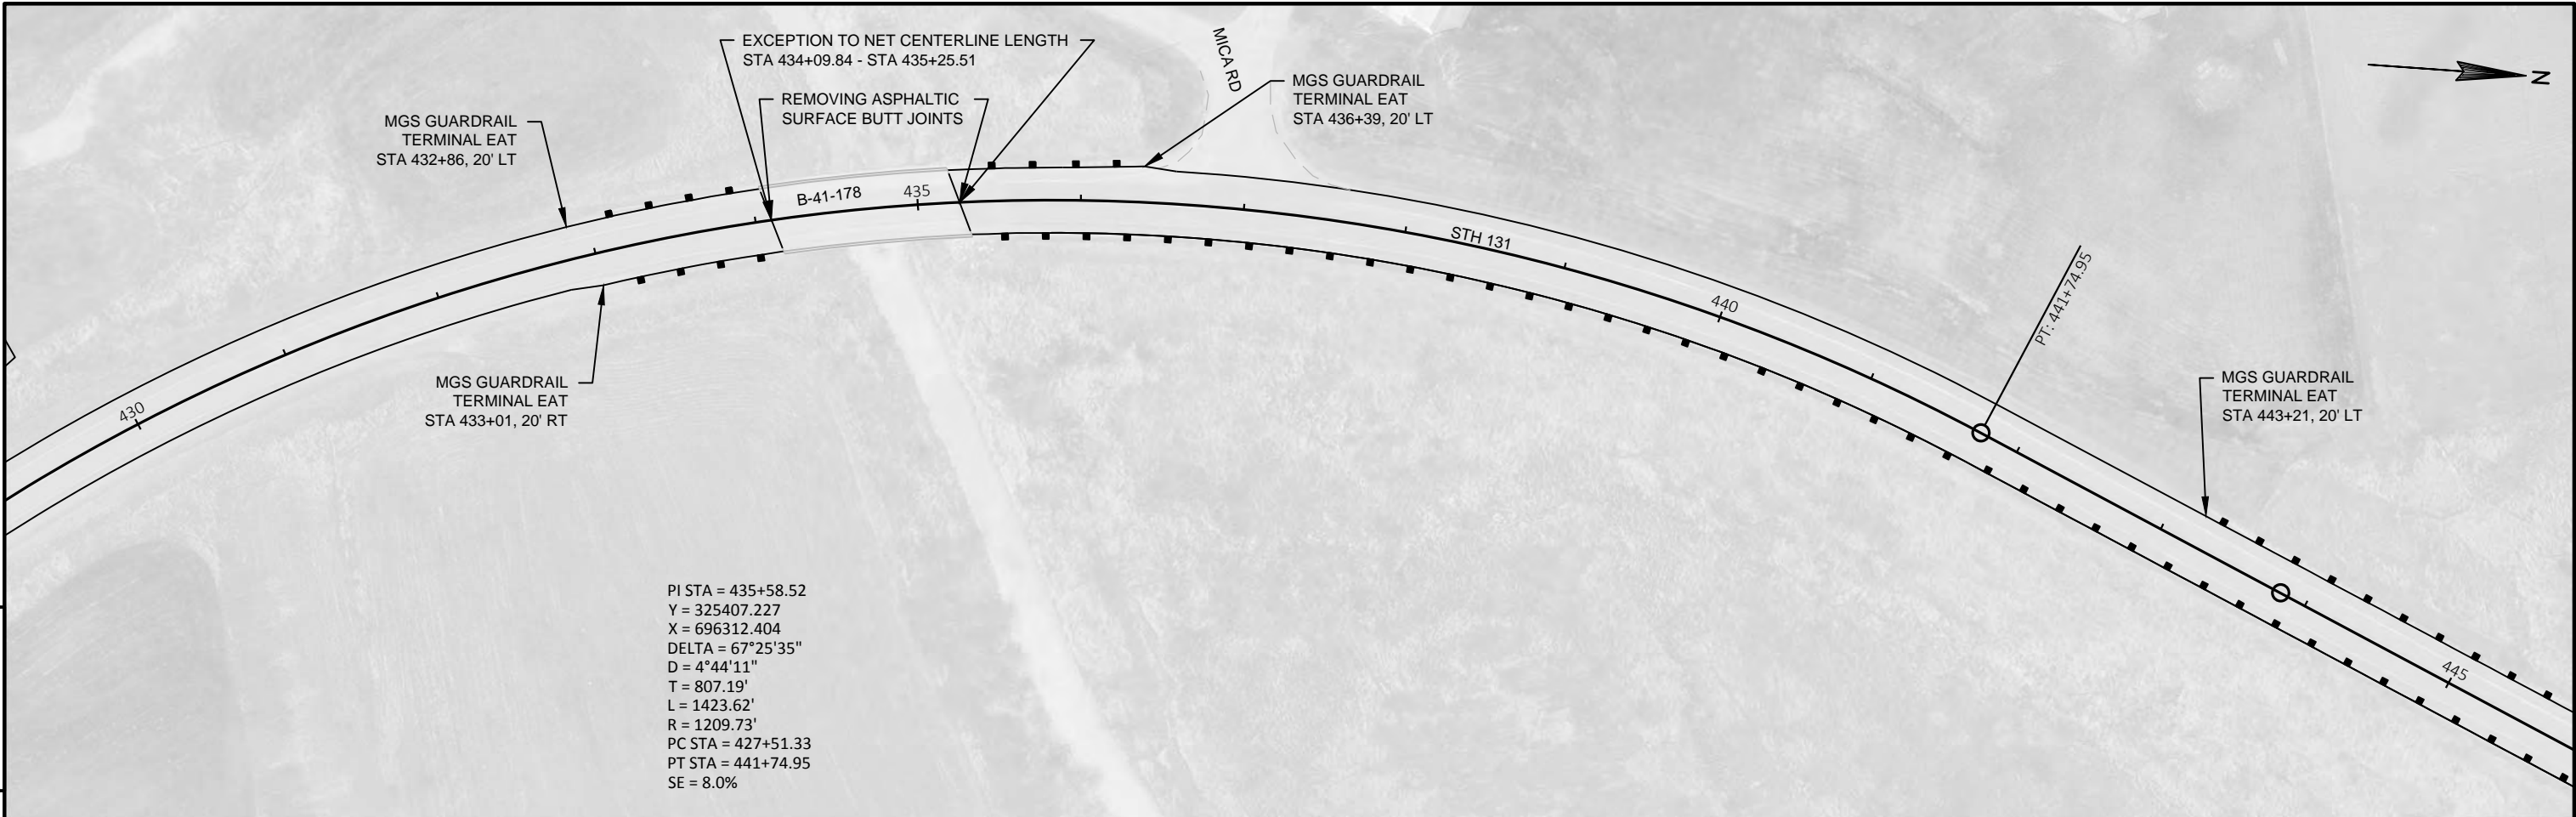 EXCEPTION TO NET CENTERLINE LENGTH
STA 434+09.84 - STA 435+25.51
REMOVING ASPHALTIC
SURFACE BUTT JOINTS
MICA RD
MGS GUARDRAIL
TERMINAL EAT
STA 436+39, 20' LT
N
MGS GUARDRAIL
TERMINAL EAT
STA 432+86, 20' LT
B-41-178
435
STH 131
440
PT: 441+74.95
430
MGS GUARDRAIL
TERMINAL EAT
STA 433+01, 20' RT
MGS GUARDRAIL
TERMINAL EAT
STA 443+21, 20' LT
445
PI STA = 435+58.52
Y = 325407.227
X = 696312.404
DELTA = 67°25'35"
D = 4°44'11"
T = 807.19'
L = 1423.62'
R = 1209.73'
PC STA = 427+51.33
PT STA = 441+74.95
SE = 8.0%